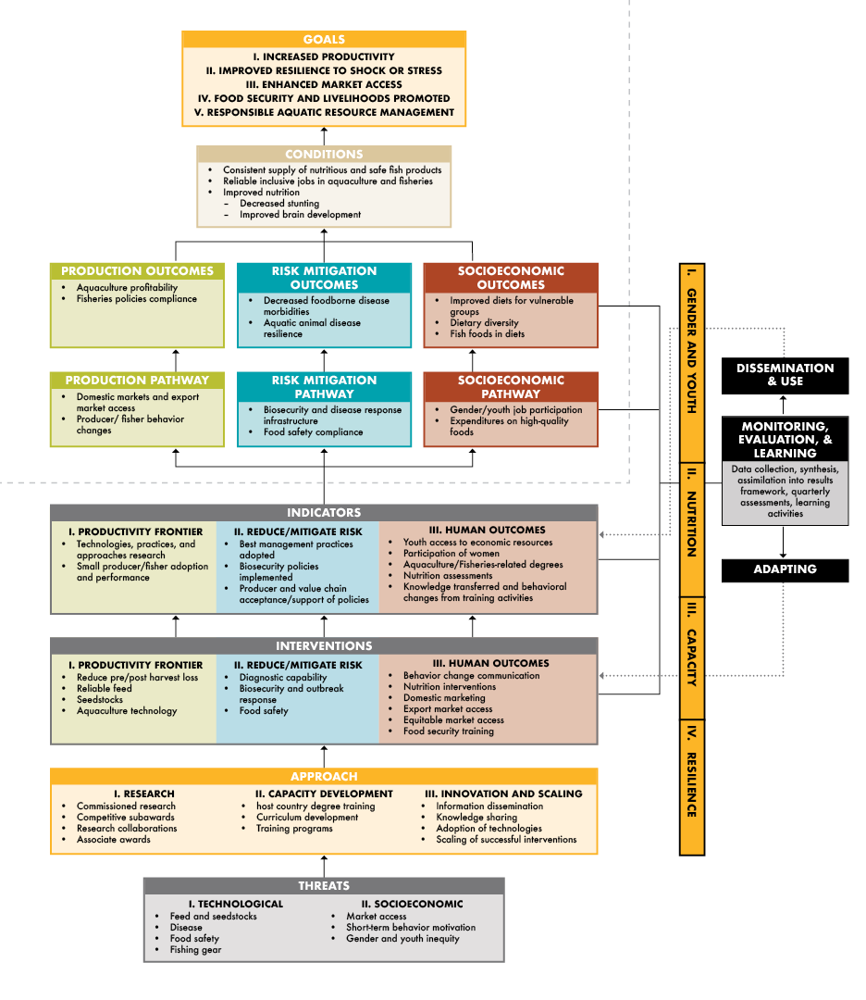 GOALS
I. INCREASED PRODUCTIVITY
II. IMPROVED RESILIENCE TO SHOCK OR STRESS
III. ENHANCED MARKET ACCESS
IV. FOOD SECURITY AND LIVELIHOODS PROMOTED
V. RESPONSIBLE AQUATIC RESOURCE MANAGEMENT
CONDITIONS
• Consistent supply of nutritious and safe fish products
• Reliable inclusive jobs in aquaculture and fisheries
• Improved nutrition
– Decreased stunting
– Improved brain development
PRODUCTION OUTCOMES
• Aquaculture profitability
• Fisheries policies compliance
RISK MITIGATION
OUTCOMES
• Decreased foodborne disease
morbidities
• Aquatic animal disease
resilience
SOCIOECONOMIC
OUTCOMES
• Improved diets for vulnerable
groups
• Dietary diversity
• Fish foods in diets
PRODUCTION PATHWAY
• Domestic markets and export
market access
• Producer/ fisher behavior
changes
RISK MITIGATION
PATHWAY
• Biosecurity and disease response
infrastructure
• Food safety compliance
SOCIOECONOMIC
PATHWAY
• Gender/youth job participation
• Expenditures on high-quality
foods
INDICATORS
I. PRODUCTIVITY FRONTIER
• Technologies, practices, and
approaches research
• Small producer/fisher adoption
and performance
II. REDUCE/MITIGATE RISK
• Best management practices
adopted
• Biosecurity policies
implemented
• Producer and value chain
acceptance/support of policies
III. HUMAN OUTCOMES
• Youth access to economic resources
• Participation of women
• Aquaculture/Fisheries-related degrees
• Nutrition assessments
• Knowledge transferred and behavioral
changes from training activities
INTERVENTIONS
I. PRODUCTIVITY FRONTIER
• Reduce pre/post harvest loss
• Reliable feed
• Seedstocks
• Aquaculture technology
II. REDUCE/MITIGATE RISK
• Diagnostic capability
• Biosecurity and outbreak
response
• Food safety
III. HUMAN OUTCOMES
• Behavior change communication
• Nutrition interventions
• Domestic marketing
• Export market access
• Equitable market access
• Food security training
APPROACH
I. RESEARCH
• Commissioned research
• Competitive subawards
• Research collaborations
• Associate awards
II. CAPACITY DEVELOPMENT
• host country degree training
• Curriculum development
• Training programs
III. INNOVATION AND SCALING
• Information dissemination
• Knowledge sharing
• Adoption of technologies
• Scaling of successful interventions
THREATS
I. TECHNOLOGICAL
• Feed and seedstocks
• Disease
• Food safety
• Fishing gear
II. SOCIOECONOMIC
• Market access
• Short-term behavior motivation
• Gender and youth inequity
I. GENDER AND YOUTH
II. NUTRITION
III. CAPACITY
IV. RESILIENCE
DISSEMINATION
& USE
MONITORING,
EVALUATION, &
LEARNING
Data collection, synthesis,
assimilation into results
framework, quarterly
assessments, learning
activities
ADAPTING